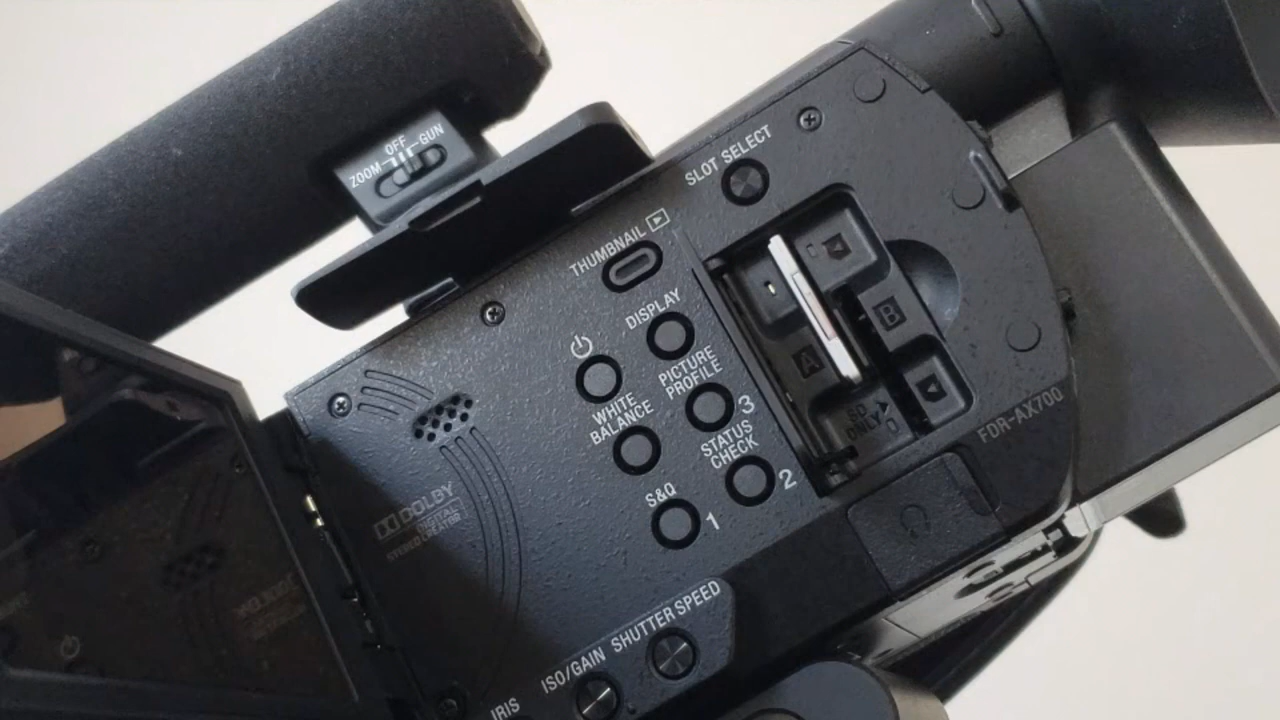 ZOOM OFF GUN
SLOT SELECT
THUMBNAIL
DISPLAY
PICTURE
PROFILE
3
WHITE
BALANCE
STATUS
CHECK
2
S&Q
1
A
B
SD
ONLY
FDR-AX700
DOLBY
DIGITAL
STEREO CREATOR
IRIS
ISO/GAIN
SHUTTER SPEED